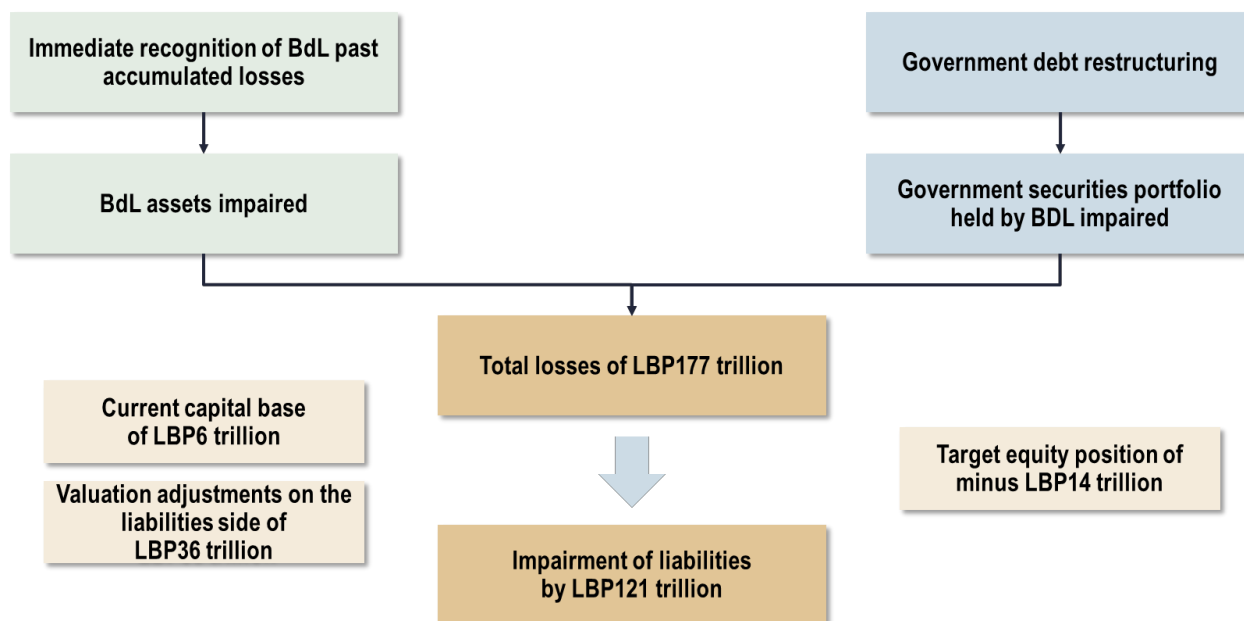 Immediate recognition of BdL past
accumulated losses
Government debt restructuring
BdL assets impaired
Government securities portfolio
held by BDL impaired
Total losses of LBP177 trillion
Current capital base
of LBP6 trillion
Target equity position of
minus LBP14 trillion
Valuation adjustments on the
liabilities side of
LBP36 trillion
Impairment of liabilities
by LBP121 trillion